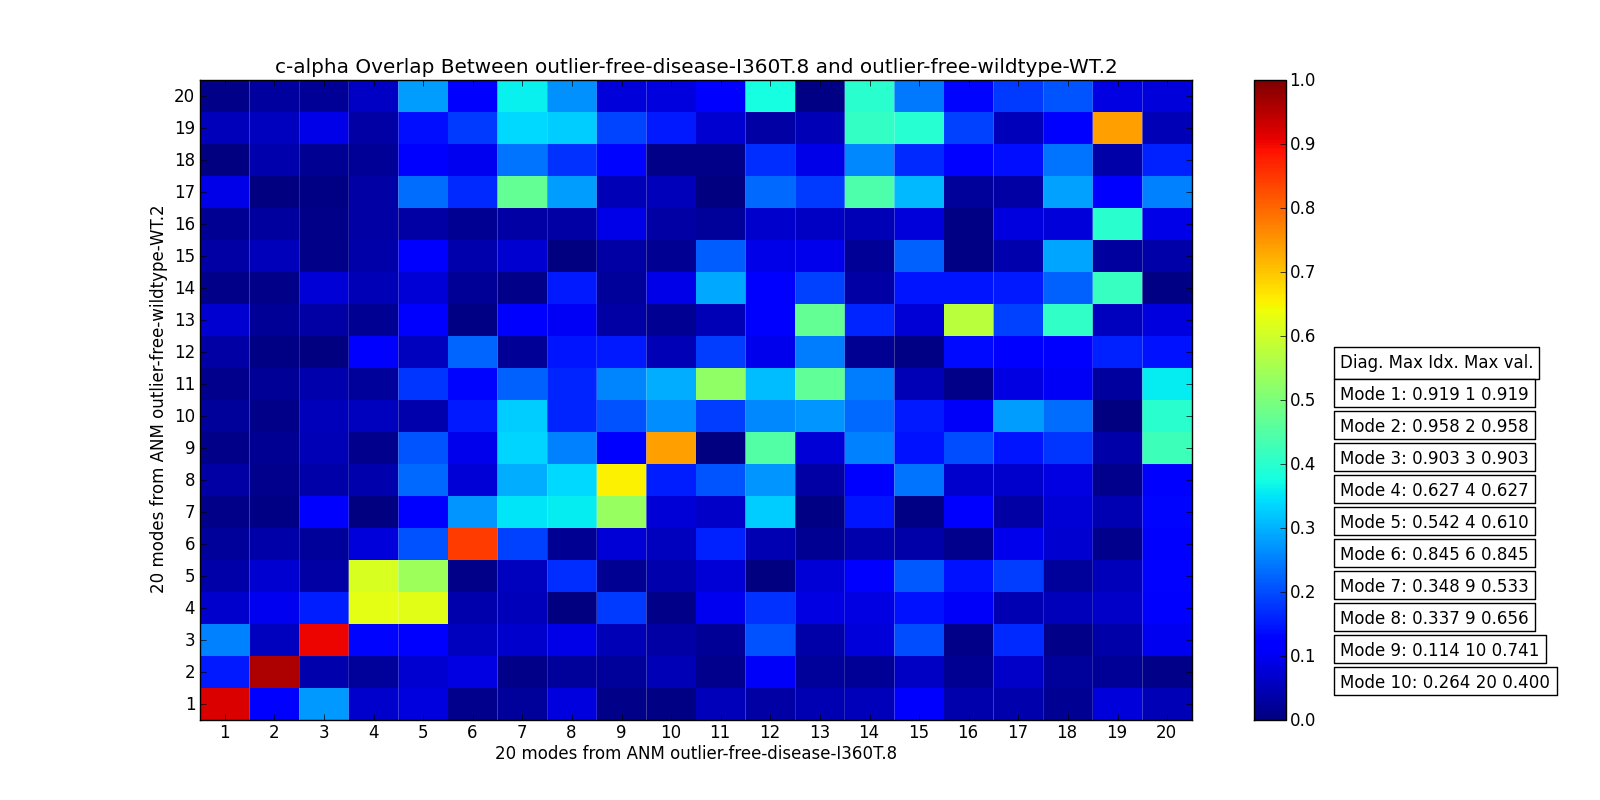 c-alpha Overlap Between outlier-free-disease-I360T.8 and outlier-free-wildtype-WT.2
20 modes from ANM outlier-free-wildtype-WT.2
20
19
18
17
16
15
14
13
12
11
10
9
8
7
6
5
4
3
2
1
1 2 3 4 5 6 7 8 9 10 11 12 13 14 15 16 17 18 19 20
20 modes from ANM outlier-free-disease-I360T.8
1.0
0.9
0.8
0.7
0.6
0.5
0.4
0.3
0.2
0.1
0.0
Diag. Max Idx. Max val.
Mode 1: 0.919 1 0.919
Mode 2: 0.958 2 0.958
Mode 3: 0.903 3 0.903
Mode 4: 0.627 4 0.627
Mode 5: 0.542 4 0.610
Mode 6: 0.845 6 0.845
Mode 7: 0.348 9 0.533
Mode 8: 0.337 9 0.656
Mode 9: 0.114 10 0.741
Mode 10: 0.264 20 0.400